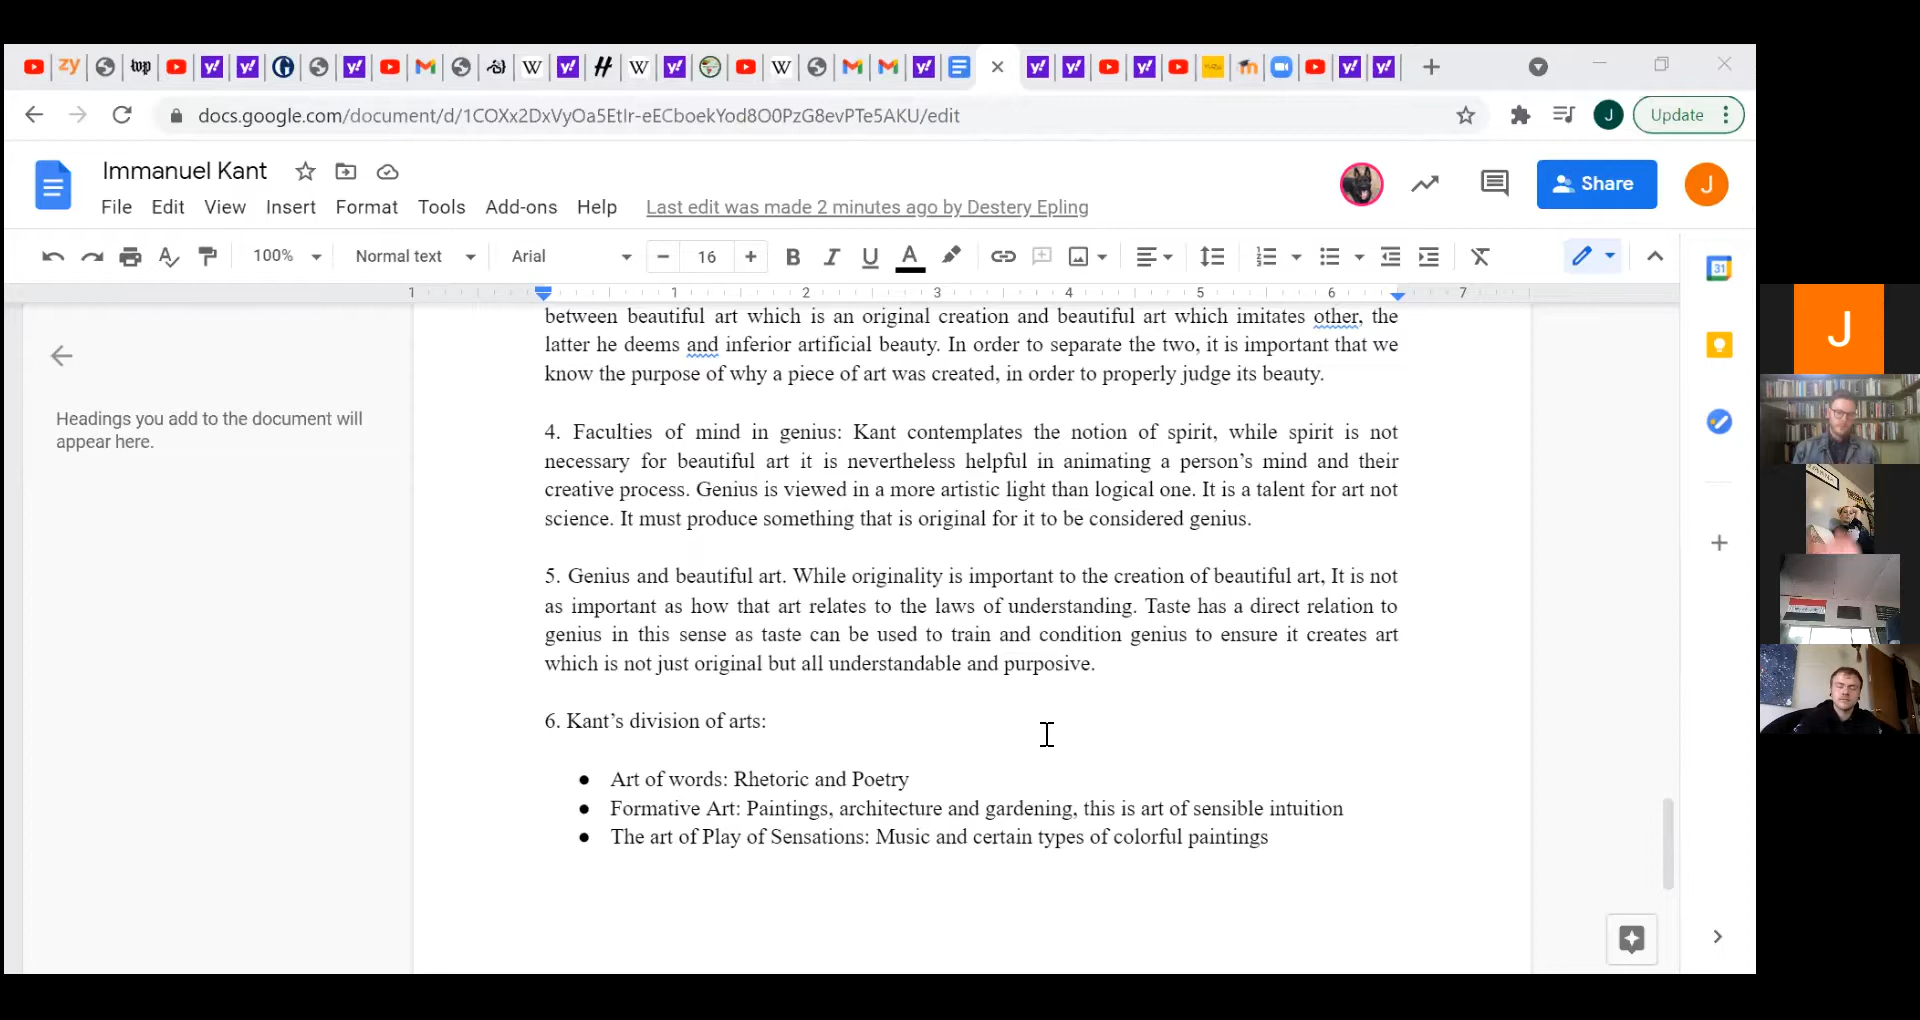 docs.google.com/document/d/1COXx2DxVyOa5EtIr-eECboekYod8O0PzG8evPTe5AKU/edit
J
Update
Immanuel Kant
File Edit View Insert Format Tools Add-ons Help Last edit was made 2 minutes ago by Destery Epling
Share
J
100% Normal text Arial 16
1 1 2 3 4 5 6 7
Headings you add to the document will
appear here.
between beautiful art which is an original creation and beautiful art which imitates other, the
latter he deems and inferior artificial beauty. In order to separate the two, it is important that we
know the purpose of why a piece of art was created, in order to properly judge its beauty.
4. Faculties of mind in genius: Kant contemplates the notion of spirit, while spirit is not
necessary for beautiful art it is nevertheless helpful in animating a person’s mind and their
creative process. Genius is viewed in a more artistic light than logical one. It is a talent for art not
science. It must produce something that is original for it to be considered genius.
5. Genius and beautiful art. While originality is important to the creation of beautiful art, It is not
as important as how that art relates to the laws of understanding. Taste has a direct relation to
genius in this sense as taste can be used to train and condition genius to ensure it creates art
which is not just original but all understandable and purposive.
6. Kant’s division of arts:
● Art of words: Rhetoric and Poetry
● Formative Art: Paintings, architecture and gardening, this is art of sensible intuition
● The art of Play of Sensations: Music and certain types of colorful paintings
31
J